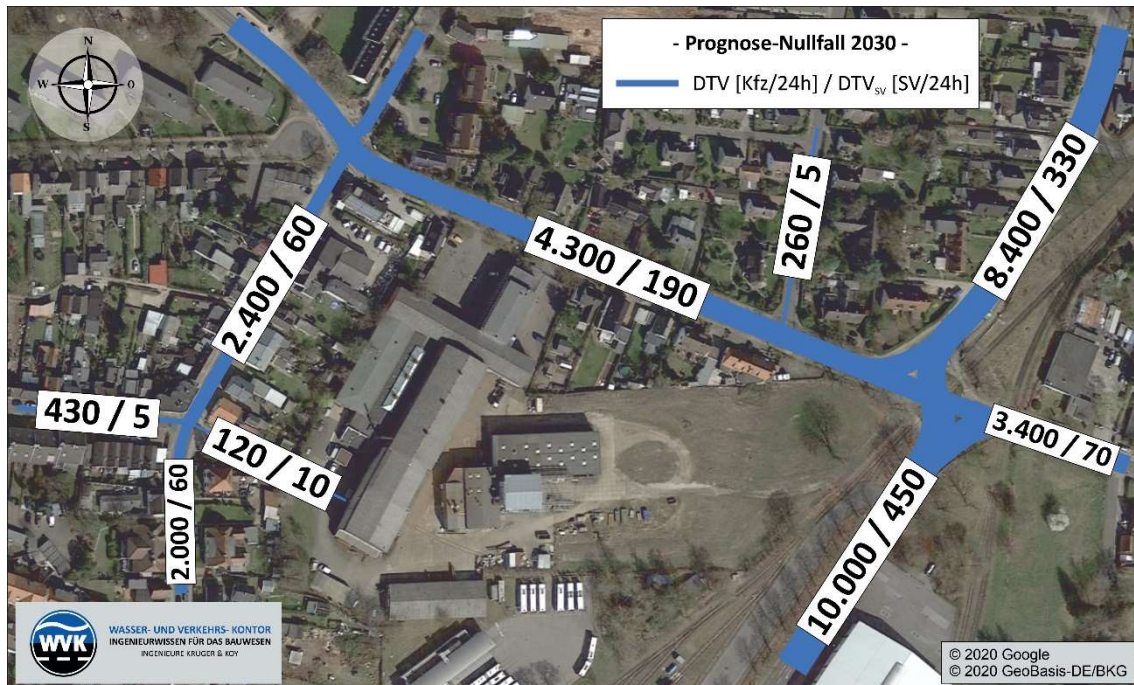 - Prognose-Nullfall 2030 -
DTV [Kfz/24h] / DTVsv [SV/24h]
N
W O
S
8.400 / 330
260 / 5
4.300 / 190
2.400 / 60
430 / 5
120 / 10
3.400 / 70
2.000 / 60
10.000 / 450
WVK
WASSER- UND VERKEHRS- KONTOR
INGENIEURWISSEN FÜR DAS BAUWESEN
INGENIEURE KRÜGER & KOY
© 2020 Google
© 2020 GeoBasis-DE/BKG